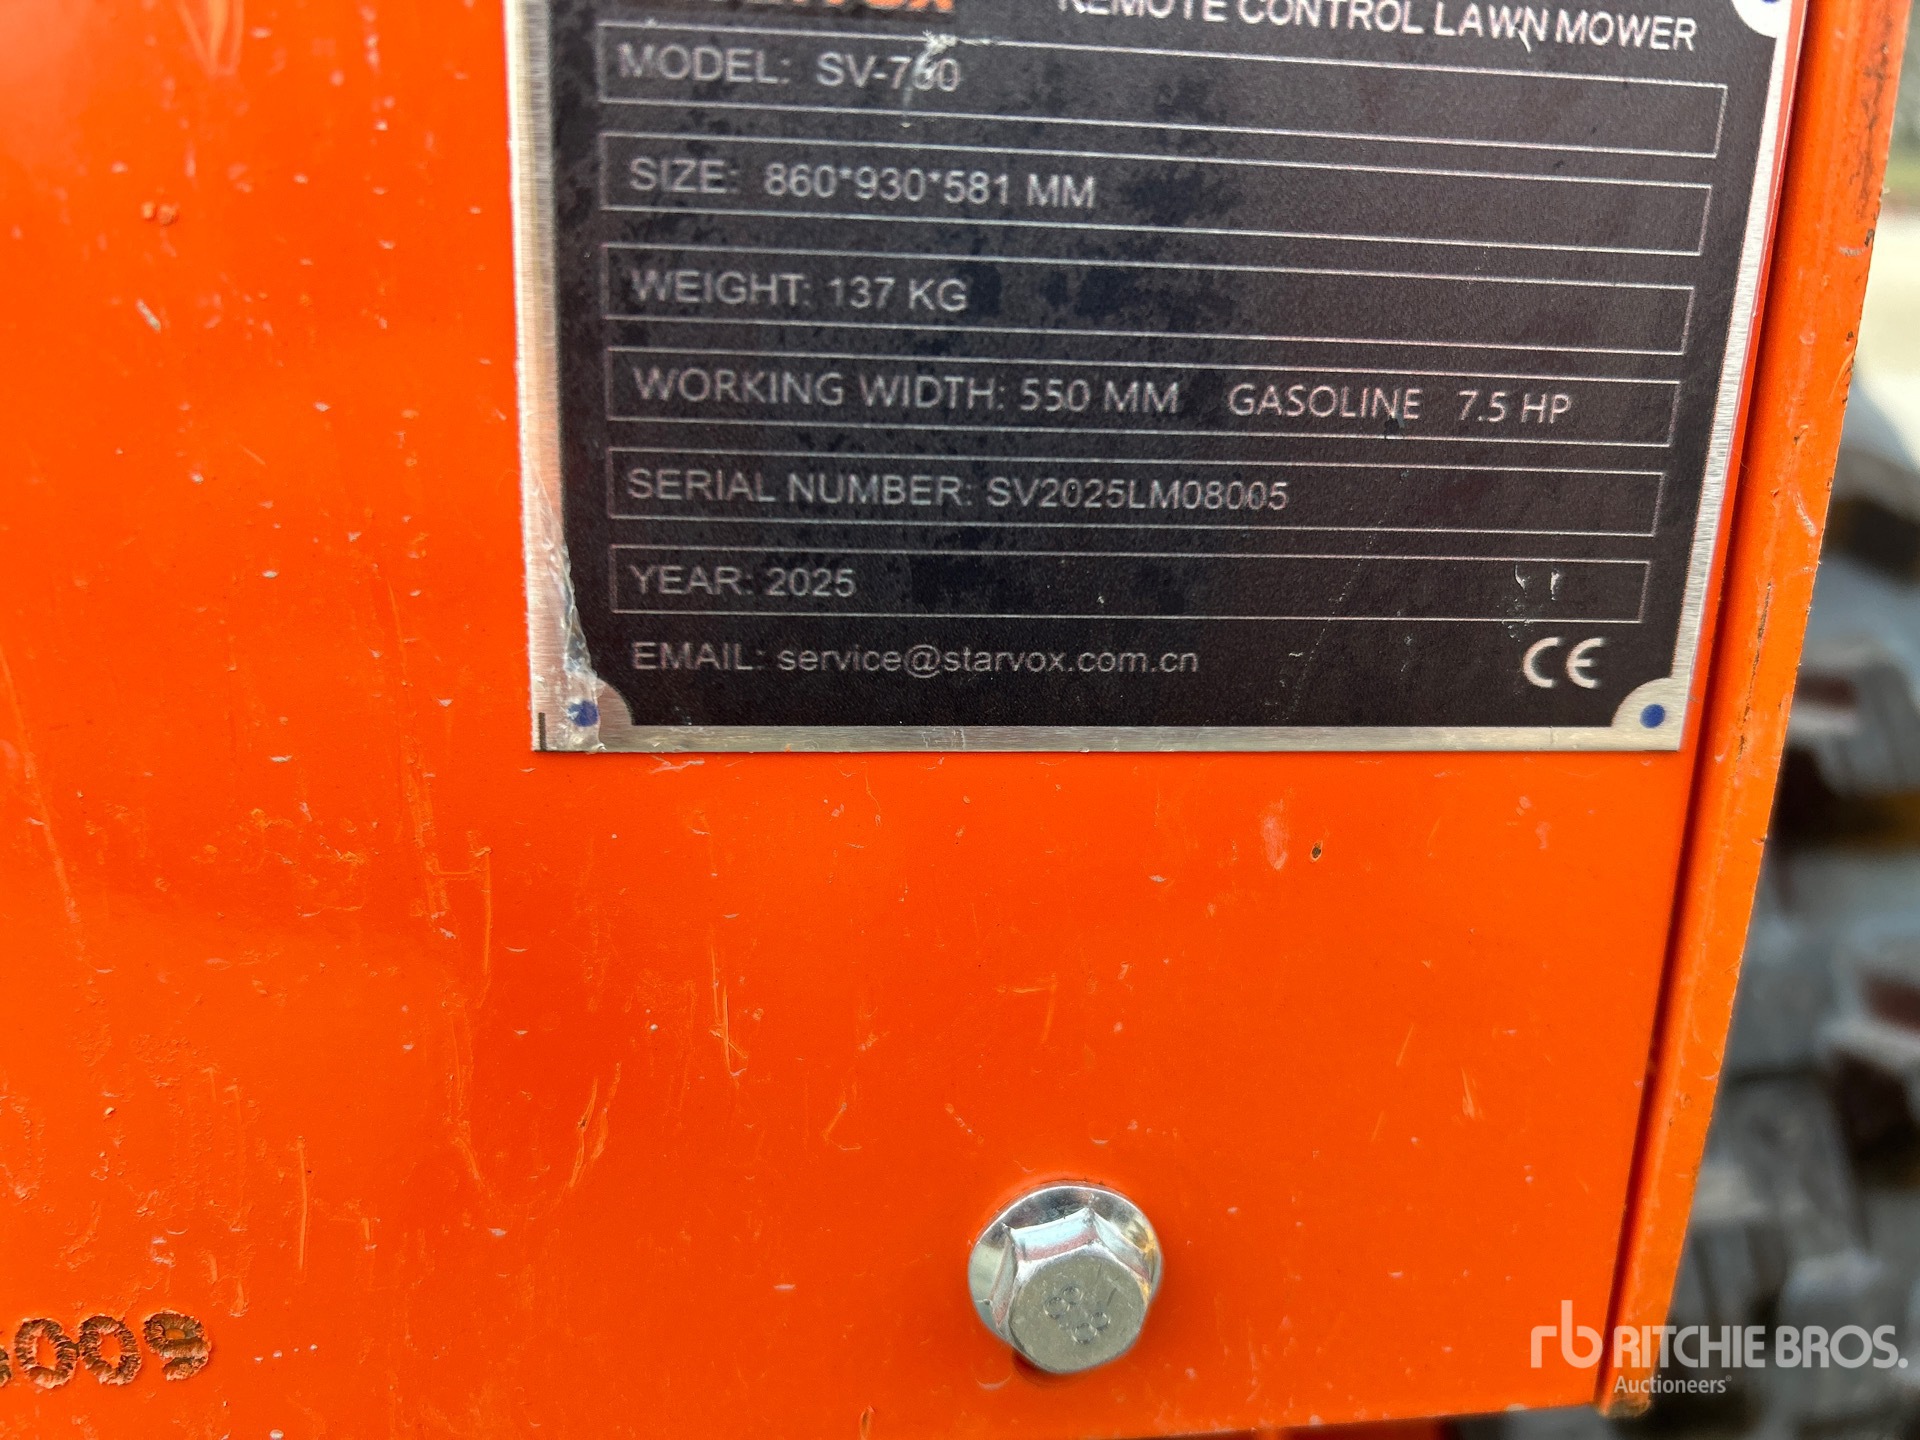 REMOTE CONTROL LAWN MOWER
MODEL: SV-760
SIZE: 860*930*581 MM
WEIGHT: 137 KG
WORKING WIDTH: 550 MM GASOLINE 7.5 HP
SERIAL NUMBER: SV2025LM08005
YEAR: 2025
EMAIL: service@starvox.com.cn
CE
8.8
rb RITCHIE BROS.
Auctioneers